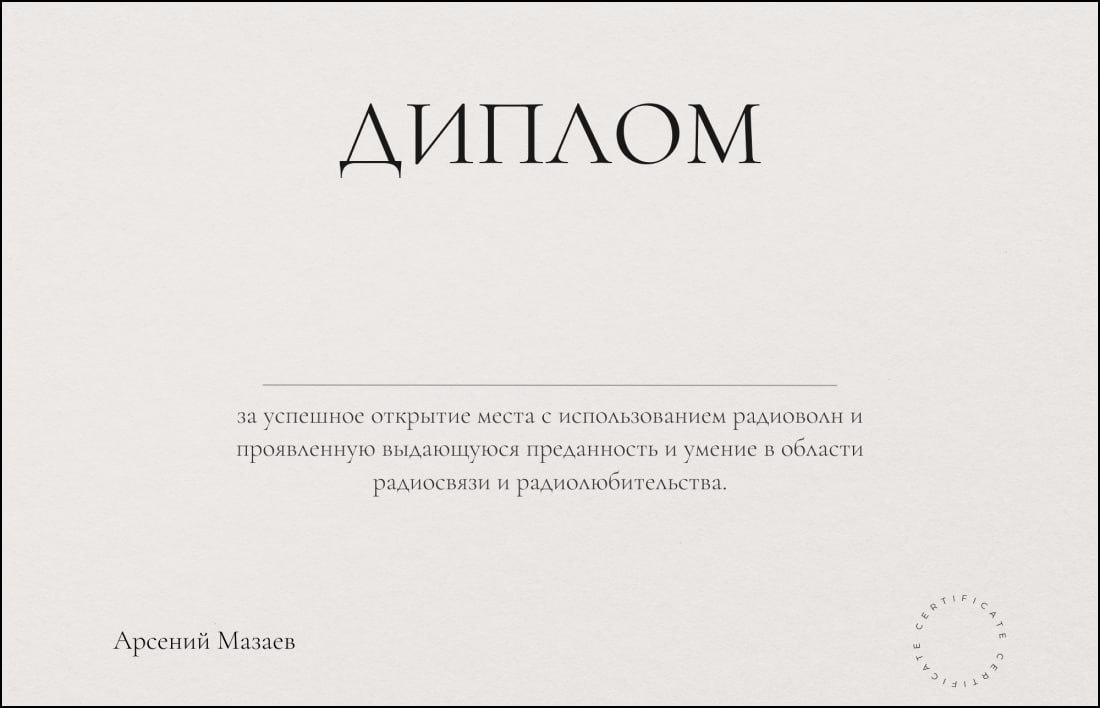 ДИПЛОМ
за успешное открытие места с использованием радиоволн и
проявленную выдающуюся преданность и умение в области
радиосвязи и радиолюбительства.
Арсений Мазаев
CERTIFICATE CERTIFICATE